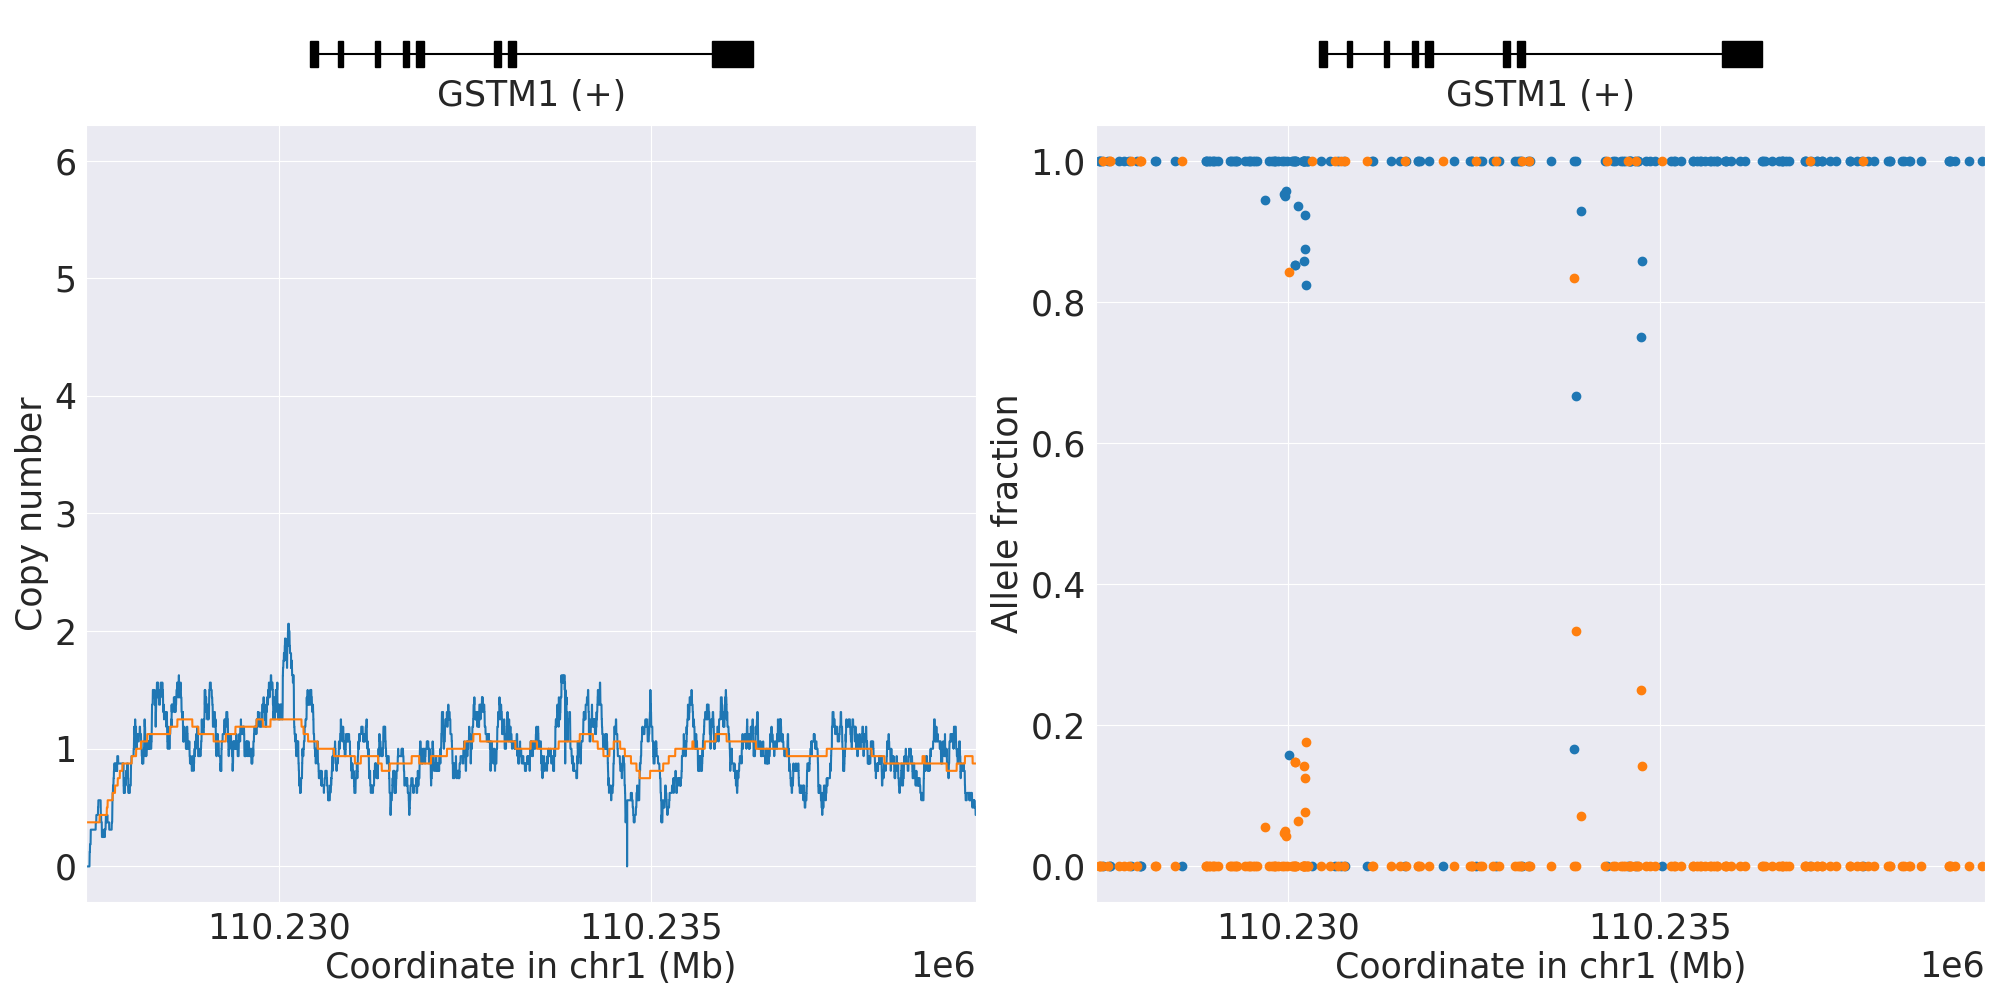 GSTM1 (+)
6
5
4
3
2
1
0
Copy number
110.230
110.235
Coordinate in chr1 (Mb)
1e6
GSTM1 (+)
1.0
0.8
0.6
0.4
0.2
0.0
Allele fraction
110.230
110.235
Coordinate in chr1 (Mb)
1e6